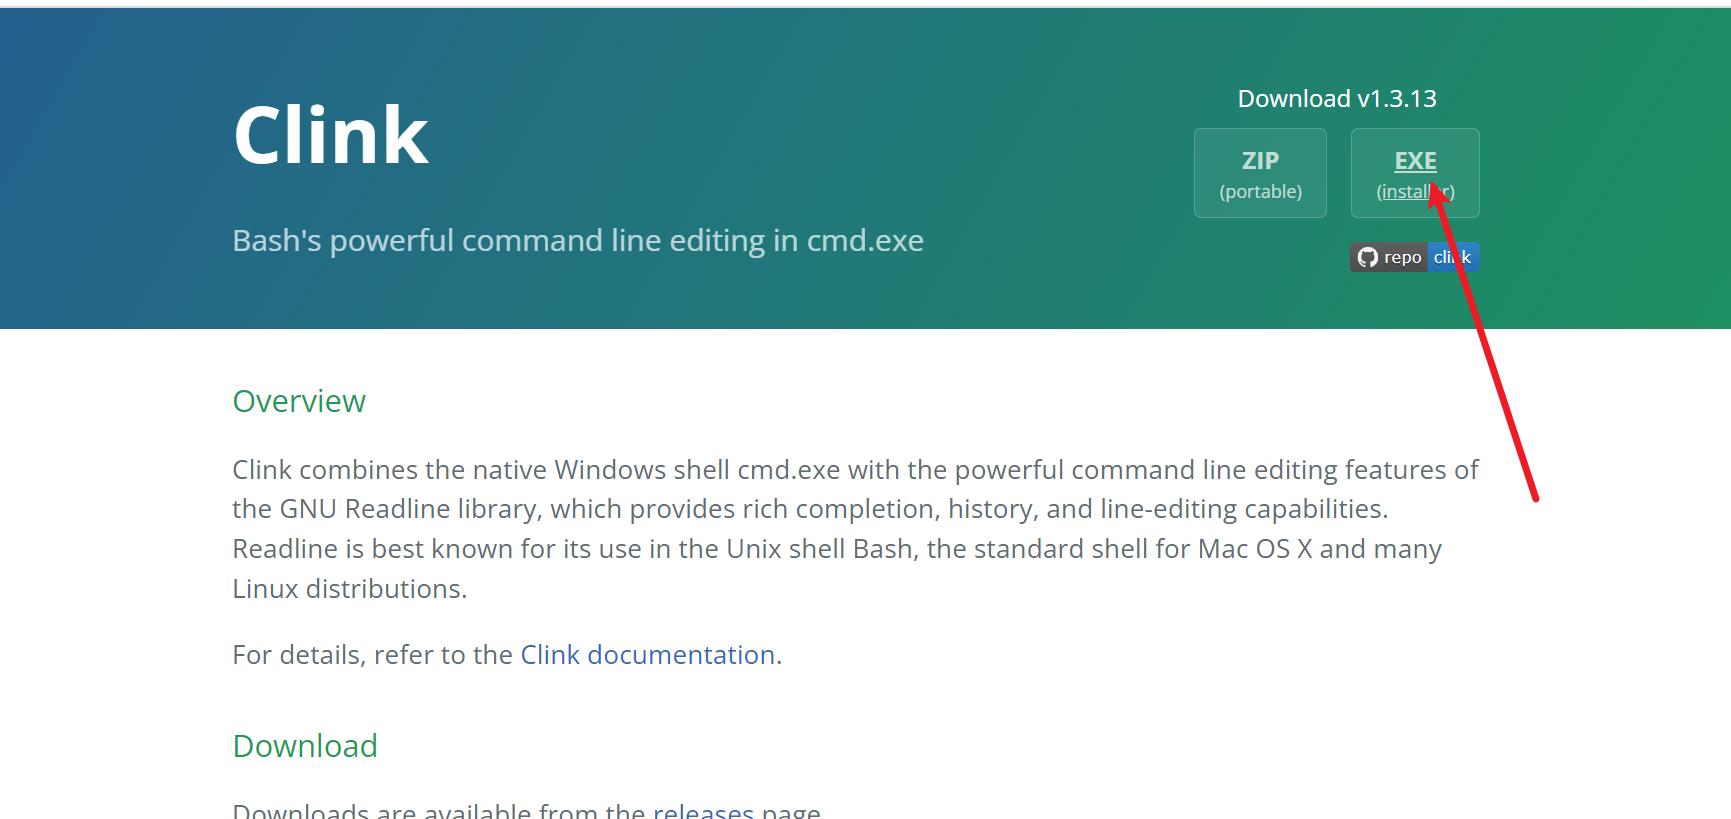 Clink
Bash's powerful command line editing in cmd.exe
Download v1.3.13
ZIP
(portable)
EXE
(installer)
repo clink
Overview
Clink combines the native Windows shell cmd.exe with the powerful command line editing features of
the GNU Readline library, which provides rich completion, history, and line-editing capabilities.
Readline is best known for its use in the Unix shell Bash, the standard shell for Mac OS X and many
Linux distributions.
For details, refer to the Clink documentation.
Download
Downloads are available from the releases page